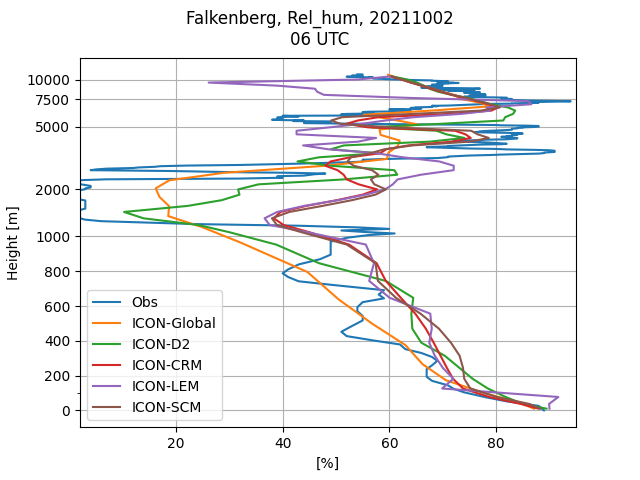 Falkenberg, Rel_hum, 20211002
06 UTC
10000
7500
5000
2000
1000
800
600
400
200
0
Height [m]
Obs
ICON-Global
ICON-D2
ICON-CRM
ICON-LEM
ICON-SCM
20
40
60
80
[%]